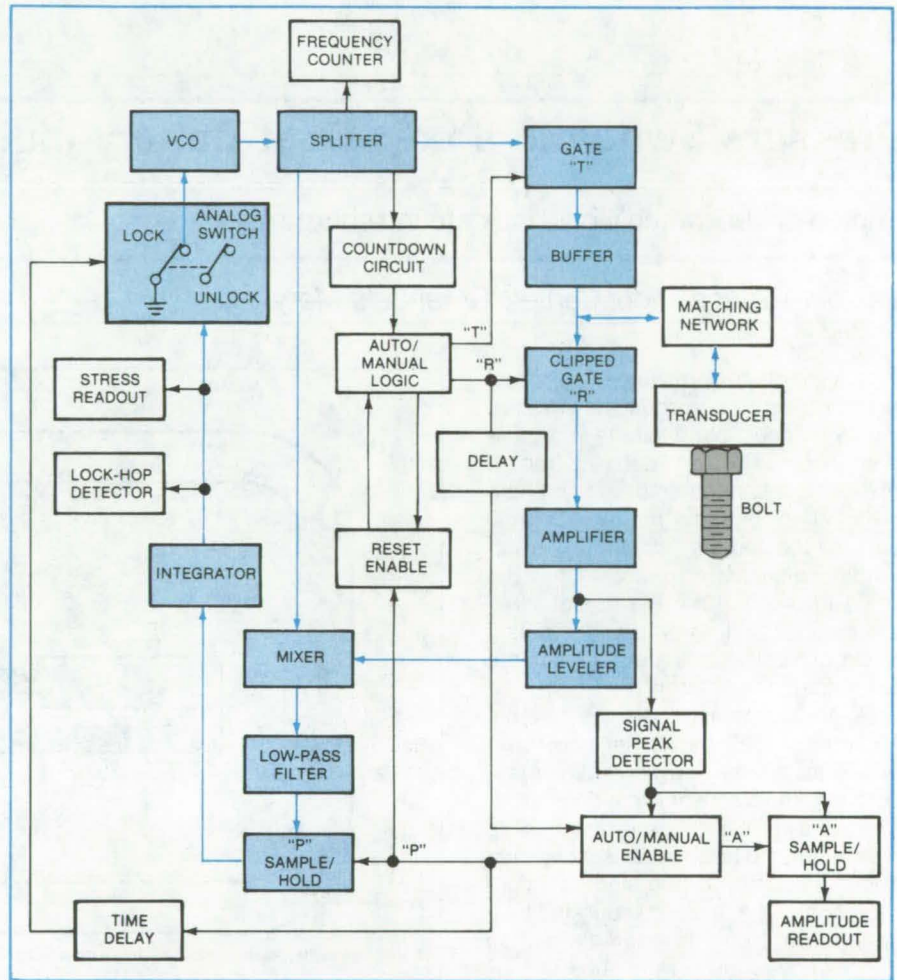 FREQUENCY
COUNTER
VCO
SPLITTER
GATE
"T"
LOCK
ANALOG
SWITCH
UNLOCK
COUNTDOWN
CIRCUIT
BUFFER
MATCHING
NETWORK
AUTO/
MANUAL
LOGIC
"T"
"R"
CLIPPED
GATE
"R"
STRESS
READOUT
TRANSDUCER
DELAY
LOCK-HOP
DETECTOR
BOLT
AMPLIFIER
RESET
ENABLE
INTEGRATOR
MIXER
AMPLITUDE
LEVELER
SIGNAL
PEAK
DETECTOR
LOW-PASS
FILTER
"P"
SAMPLE/
HOLD
"P"
AUTO/MANUAL
ENABLE
"A"
"A"
SAMPLE/
HOLD
TIME
DELAY
AMPLITUDE
READOUT